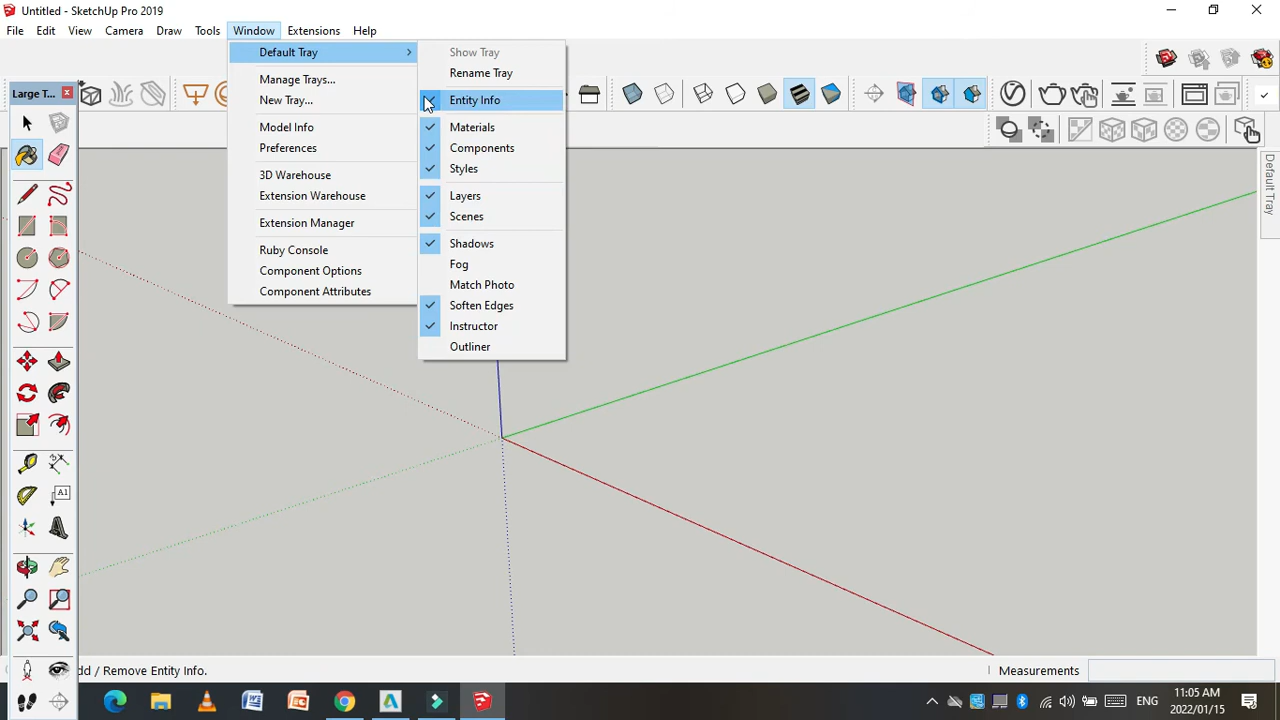 Untitled - SketchUp Pro 2019
File Edit View Camera Draw Tools Window Extensions Help
Large T...
Default Tray
Manage Trays...
New Tray...
Model Info
Preferences
3D Warehouse
Extension Warehouse
Extension Manager
Ruby Console
Component Options
Component Attributes
Show Tray
Rename Tray
Entity Info
Materials
Components
Styles
Layers
Scenes
Shadows
Fog
Match Photo
Soften Edges
Instructor
Outliner
Default Tray
A1
dd / Remove Entity Info.
Measurements
ENG
11:05 AM
2022/01/15